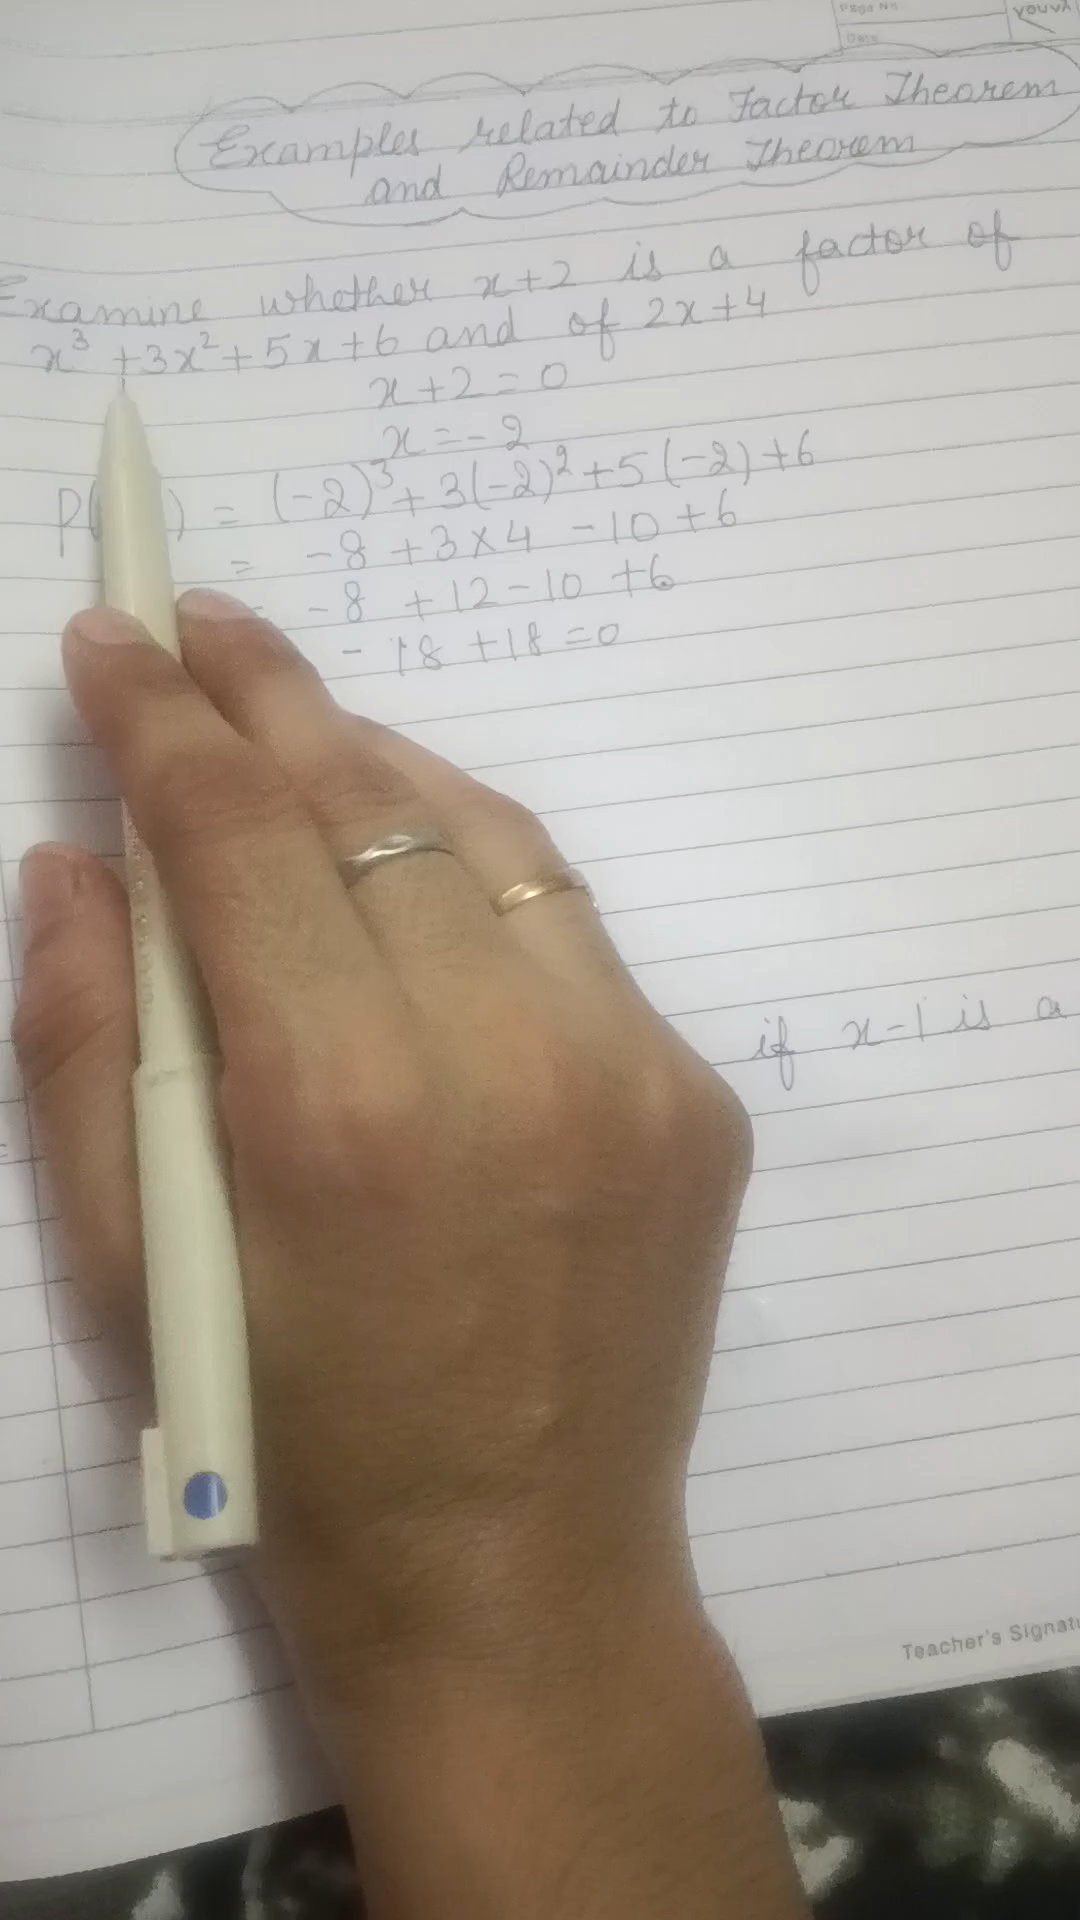 Page No
Date
YOUVA
Examples related to Factor Theorem
and Remainder Theorem
Examine whether x+2 is a factor of
x³ +3x² + 5x + 6 and of 2x+4
x+2 = 0
x = -2
P( ) = (-2)³ + 3(-2)² + 5(-2) + 6
= -8 + 3×4 - 10 + 6
= -8 + 12 - 10 + 6
- 18 + 18 = 0
if x-1 is a
Teacher's Signatu